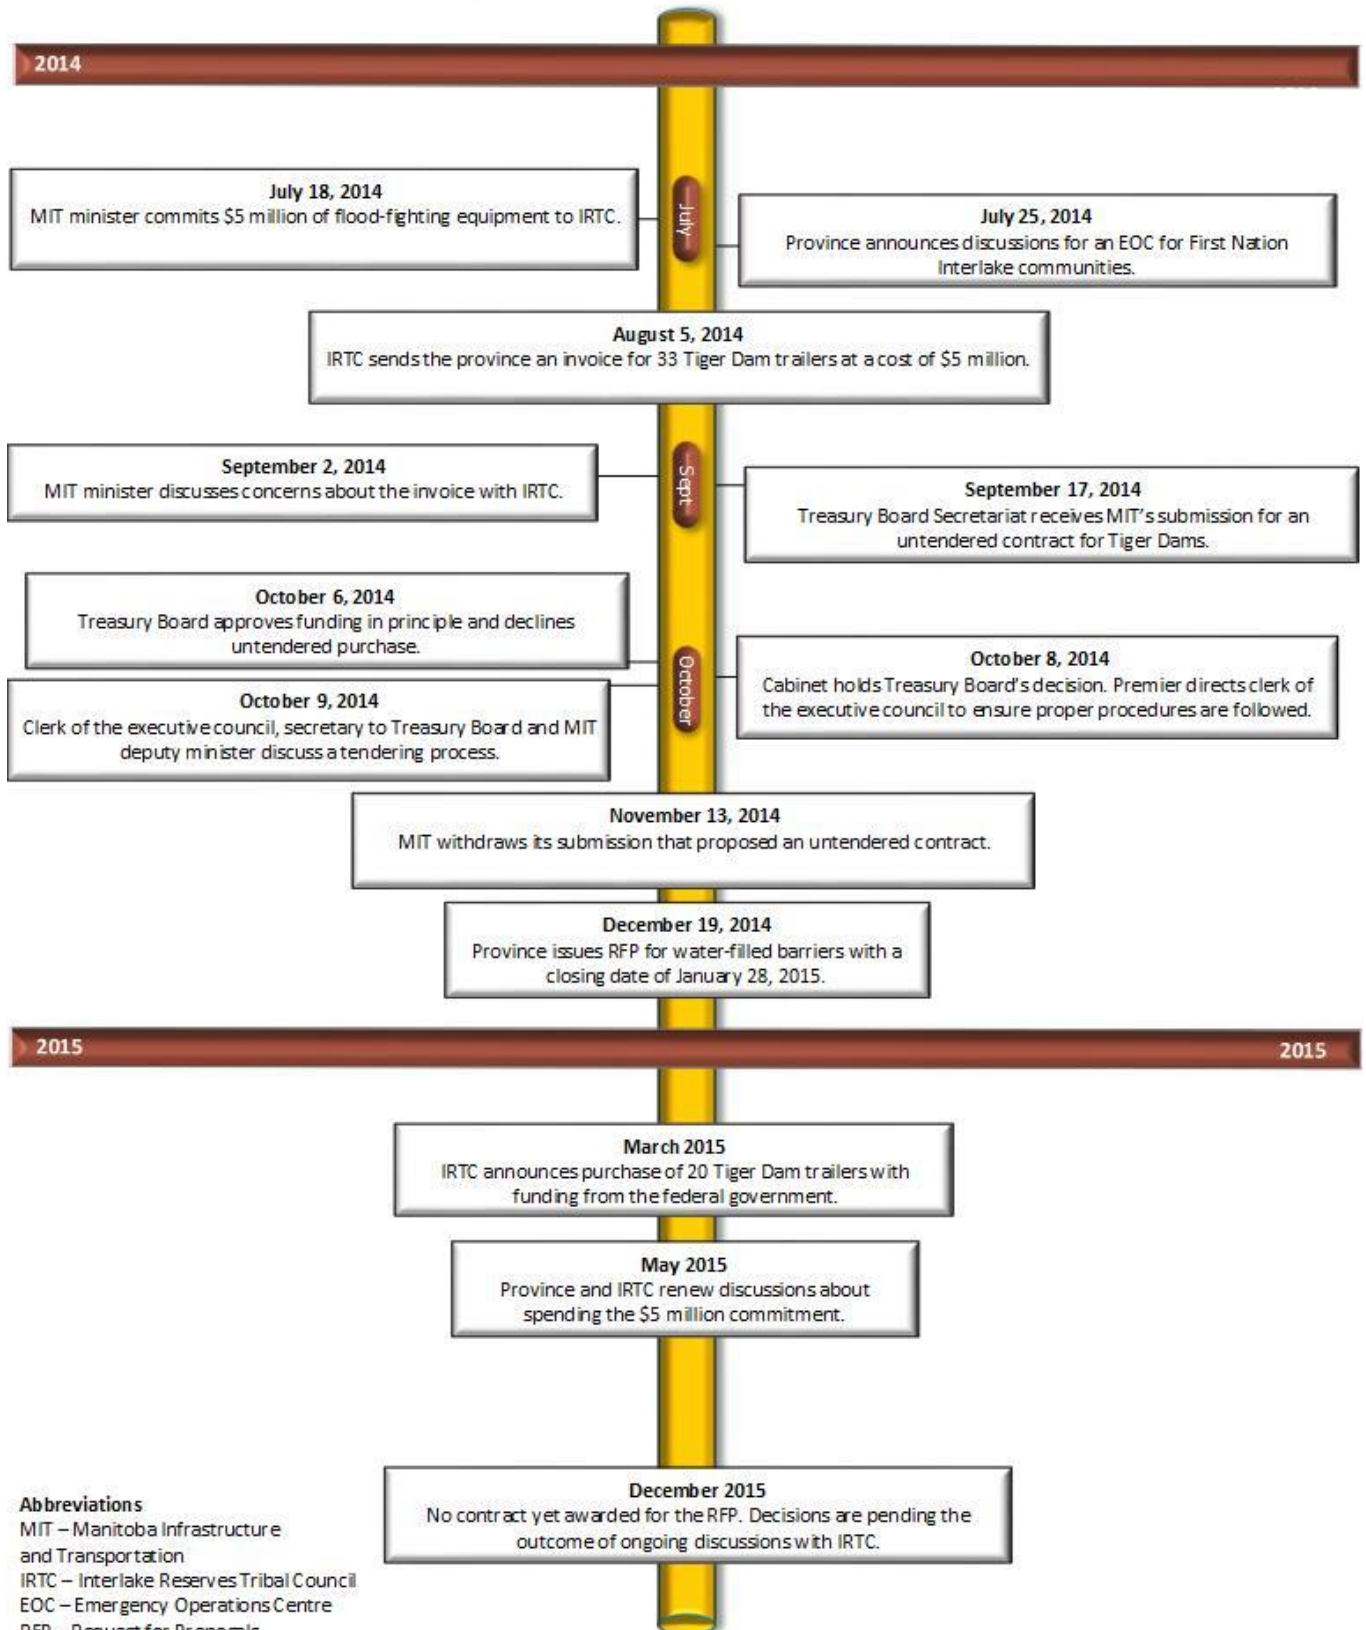 2014
July 18, 2014
MIT minister commits $5 million of flood-fighting equipment to IRTC.
July
July 25, 2014
Province announces discussions for an EOC for First Nation
Interlake communities.
August 5, 2014
IRTC sends the province an invoice for 33 Tiger Dam trailers at a cost of $5 million.
September 2, 2014
MIT minister discusses concerns about the invoice with IRTC.
Sept
September 17, 2014
Treasury Board Secretariat receives MIT's submission for an
untendered contract for Tiger Dams.
October 6, 2014
Treasury Board approves funding in principle and declines
untendered purchase.
October
October 8, 2014
Cabinet holds Treasury Board's decision. Premier directs clerk of
the executive council to ensure proper procedures are followed.
October 9, 2014
Clerk of the executive council, secretary to Treasury Board and MIT
deputy minister discuss a tendering process.
November 13, 2014
MIT withdraws its submission that proposed an untendered contract.
December 19, 2014
Province issues RFP for water-filled barriers with a
closing date of January 28, 2015.
2015
2015
March 2015
IRTC announces purchase of 20 Tiger Dam trailers with
funding from the federal government.
May 2015
Province and IRTC renew discussions about
spending the $5 million commitment.
December 2015
No contract yet awarded for the RFP. Decisions are pending the
outcome of ongoing discussions with IRTC.
Abbreviations
MIT – Manitoba Infrastructure
and Transportation
IRTC – Interlake Reserves Tribal Council
EOC – Emergency Operations Centre
RFP – Request for Proposals